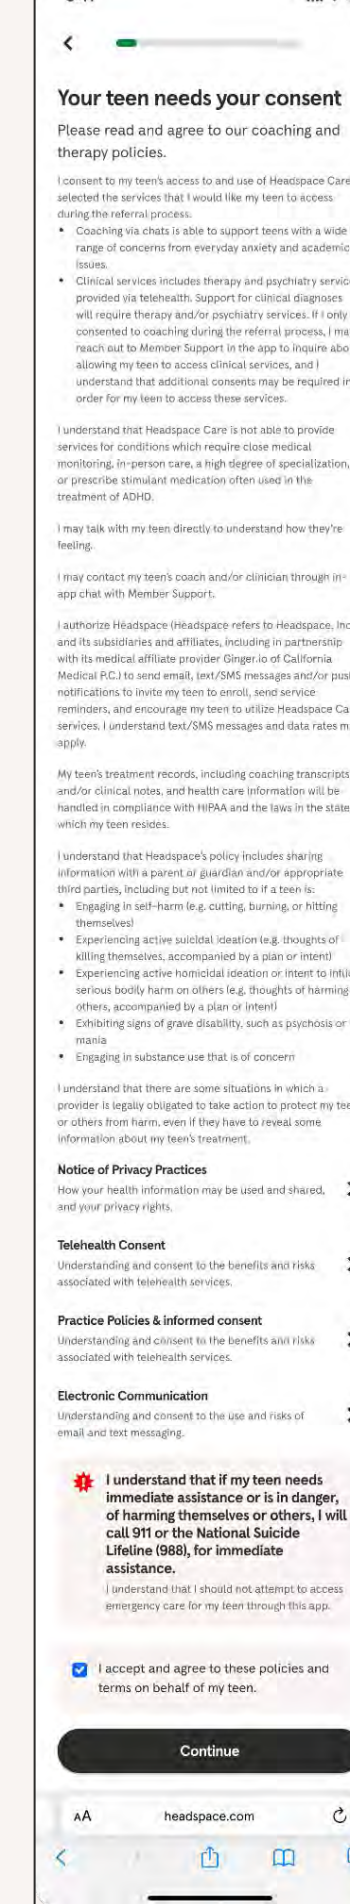 Your teen needs your consent
Please read and agree to our coaching and
therapy policies.
I consent to my teen's access to and use of Headspace Care
selected the services that I would like my teen to access
during the referral process.
• Coaching via chats is able to support teens with a wide
range of concerns from everyday anxiety and academic
issues.
• Clinical services includes therapy and psychiatry servic
provided via telehealth. Support for clinical diagnoses
will require therapy and/or psychiatry services. If I only
consented to coaching during the referral process, I ma
reach out to Member Support in the app to inquire abo
allowing my teen to access clinical services, and I
understand that additional consents may be required in
order for my teen to access these services.
I understand that Headspace Care is not able to provide
services for conditions which require close medical
monitoring, in-person care, a high degree of specialization,
or prescribe stimulant medication often used in the
treatment of ADHD.
I may talk with my teen directly to understand how they're
feeling.
I may contact my teen's coach and/or clinician through in-
app chat with Member Support.
I authorize Headspace (Headspace refers to Headspace, Inc
and its subsidiaries and affiliates, including in partnership
with its medical affiliate provider Ginger.io of California
Medical P.C.) to send email, text/SMS messages and/or pus
notifications to invite my teen to enroll, send service
reminders, and encourage my teen to utilize Headspace Ca
services. I understand text/SMS messages and data rates m
apply.
My teen's treatment records, including coaching transcripts
and/or clinical notes, and health care information will be
handled in compliance with HIPAA and the laws in the state
which my teen resides.
I understand that Headspace's policy includes sharing
information with a parent or guardian and/or appropriate
third parties, including but not limited to if a teen is:
• Engaging in self-harm (e.g. cutting, burning, or hitting
themselves)
• Experiencing active suicidal ideation (e.g. thoughts of
killing themselves, accompanied by a plan or intent)
• Experiencing active homicidal ideation or intent to inflic
serious bodily harm on others (e.g. thoughts of harming
others, accompanied by a plan or intent)
• Exhibiting signs of grave disability, such as psychosis or
mania
• Engaging in substance use that is of concern
I understand that there are some situations in which a
provider is legally obligated to take action to protect my tee
or others from harm, even if they have to reveal some
information about my teen's treatment.
Notice of Privacy Practices
How your health information may be used and shared,
and your privacy rights.
Telehealth Consent
Understanding and consent to the benefits and risks
associated with telehealth services.
Practice Policies & informed consent
Understanding and consent to the benefits and risks
associated with telehealth services.
Electronic Communication
Understanding and consent to the use and risks of
email and text messaging.
I understand that if my teen needs
immediate assistance or is in danger,
of harming themselves or others, I will
call 911 or the National Suicide
Lifeline (988), for immediate
assistance.
I understand that I should not attempt to access
emergency care for my teen through this app.
I accept and agree to these policies and
terms on behalf of my teen.
Continue
AA headspace.com